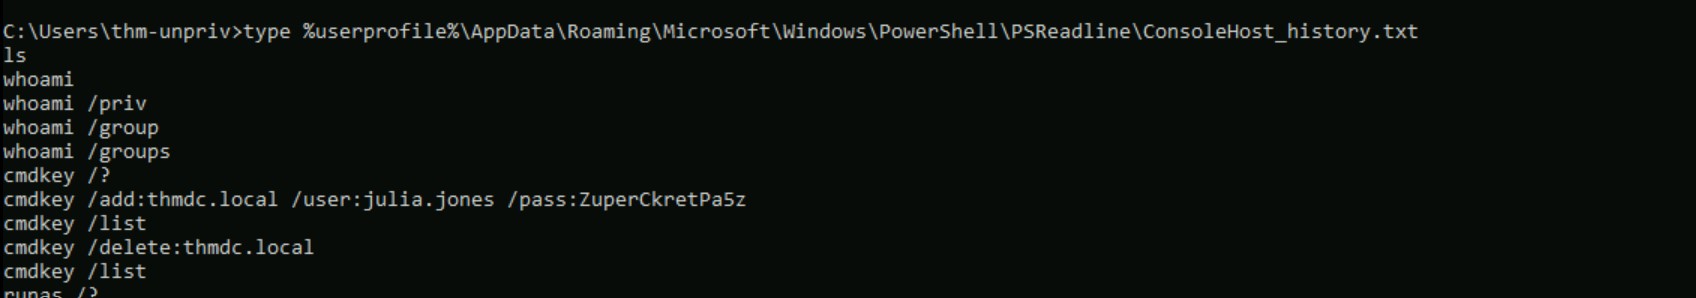 C:\Users\thm-unpriv>type %userprofile%\AppData\Roaming\Microsoft\Windows\PowerShell\PSReadline\ConsoleHost_history.txt
ls
whoami
whoami /priv
whoami /group
whoami /groups
cmdkey /?
cmdkey /add:thmdc.local /user:julia.jones /pass:ZuperCkretPa5z
cmdkey /list
cmdkey /delete:thmdc.local
cmdkey /list
runas /?